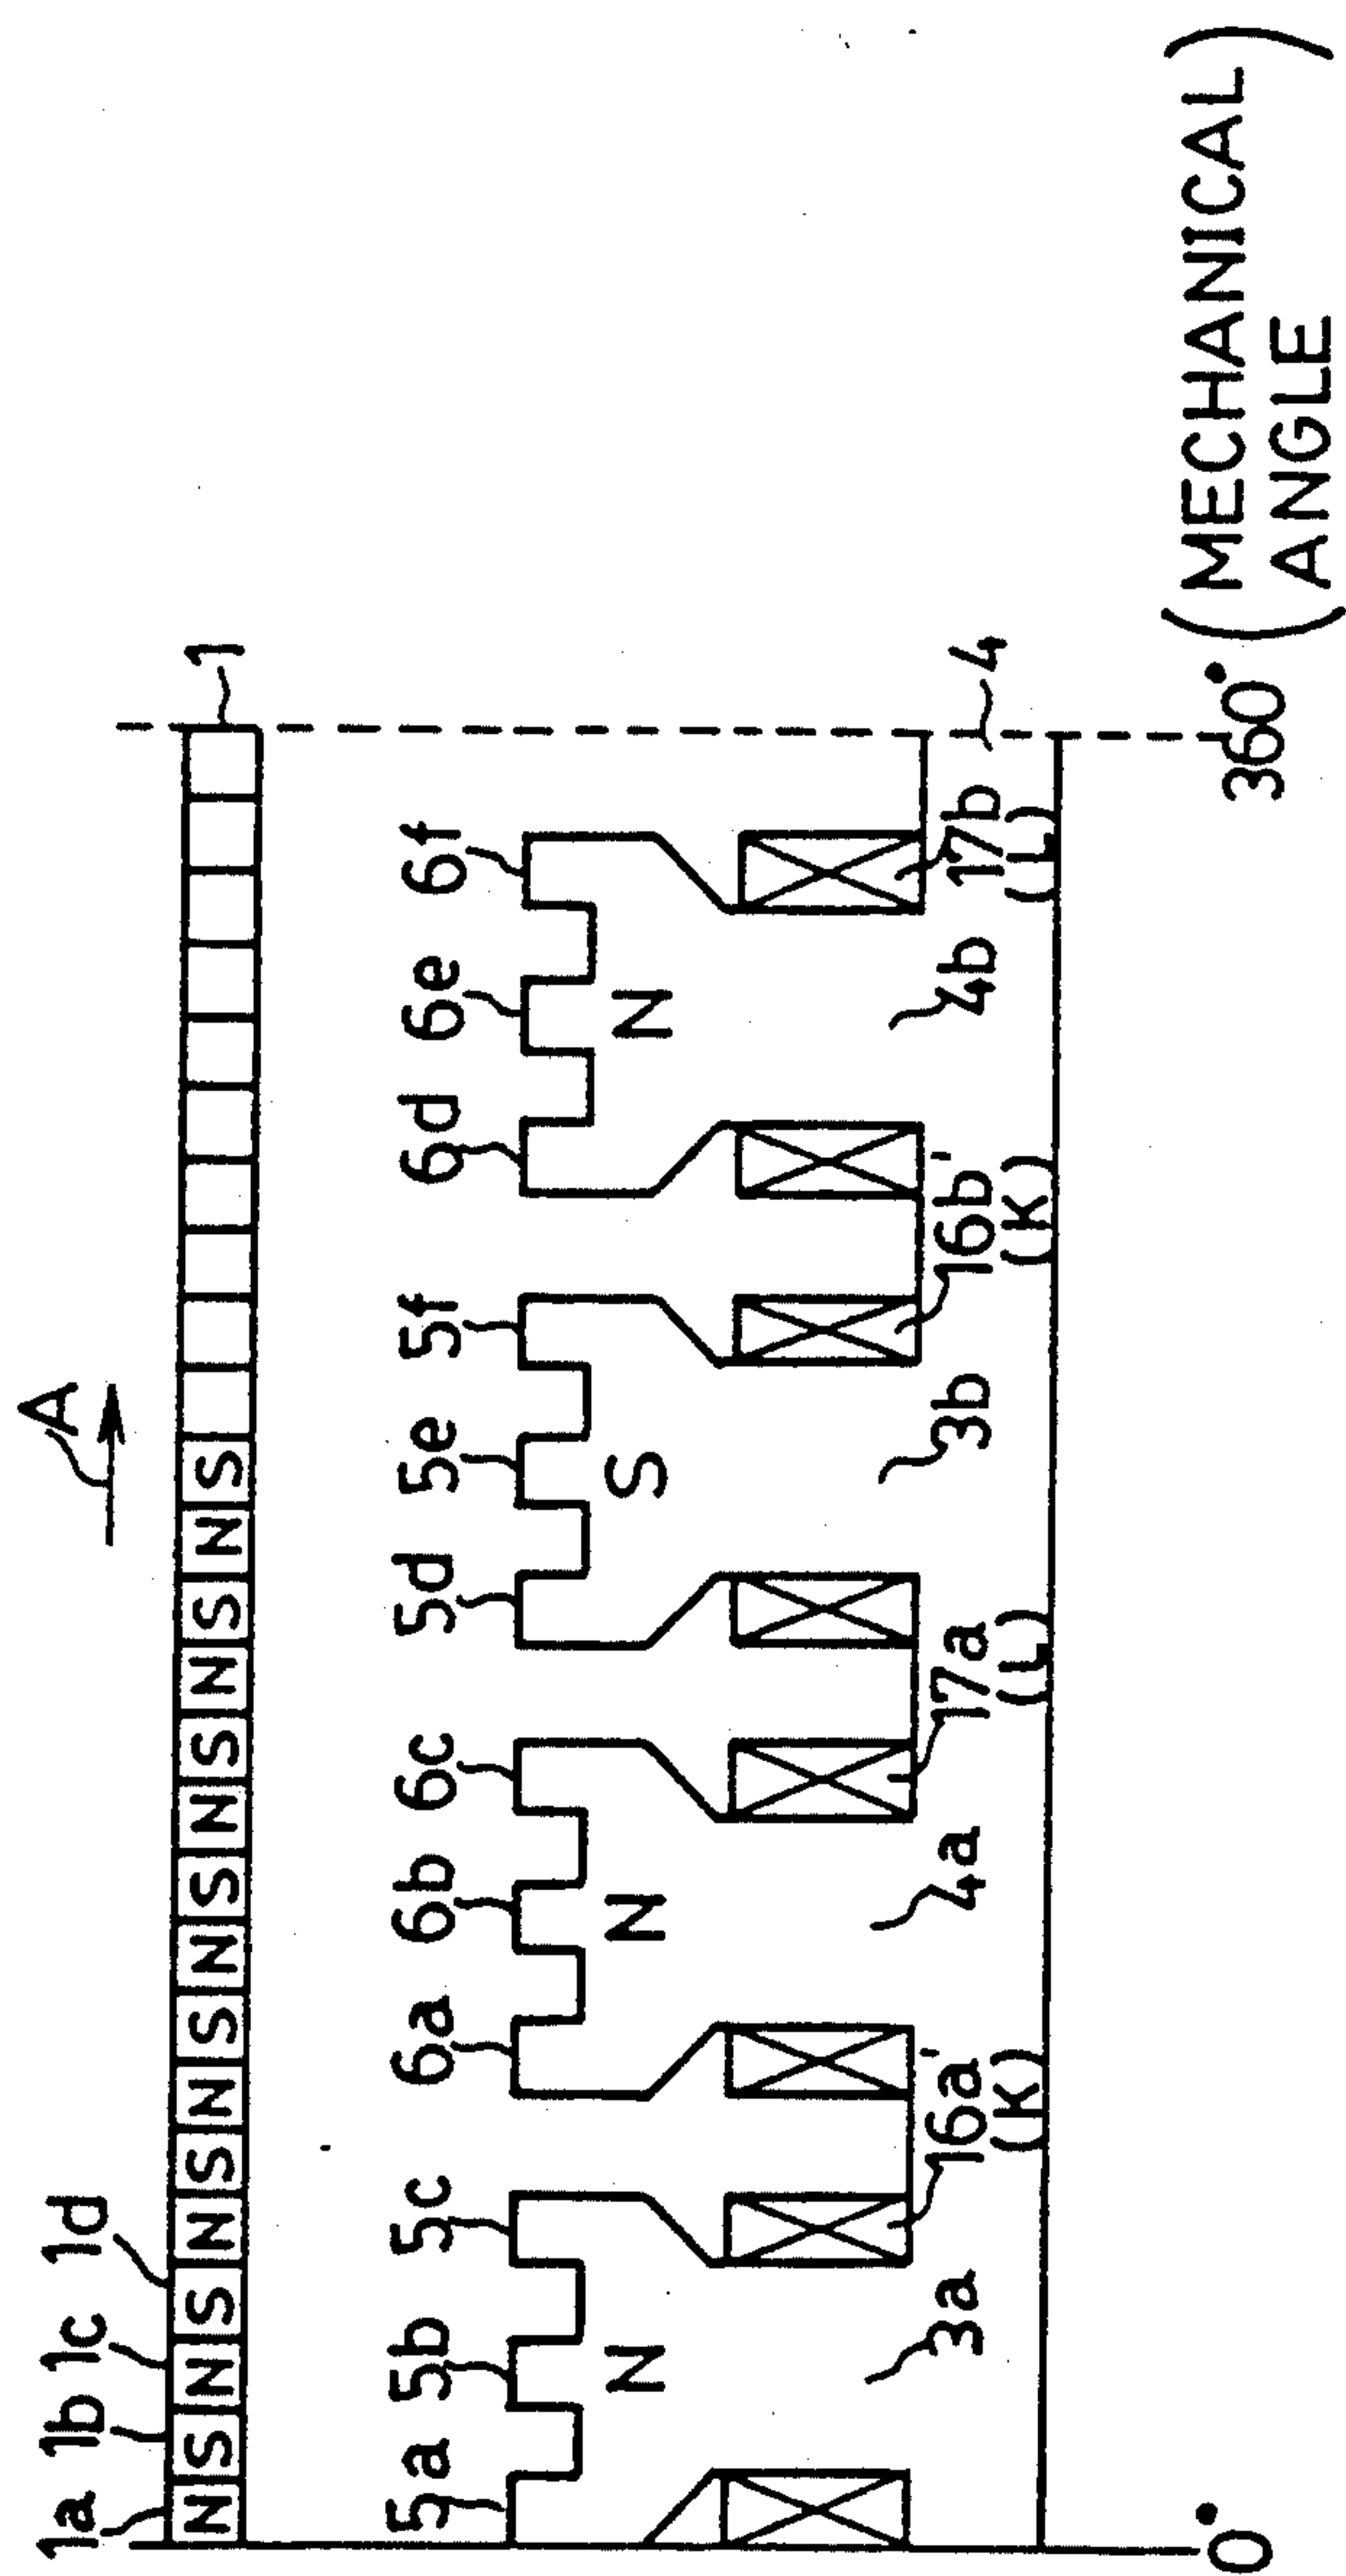 A
1a 1b 1c 1d 1
N S N S N S N S N S N S N S N S
5a 5b 5c 6a 6b 6c 5d 5e 5f 6d 6e 6f
N N S N
3a 16a' 4a 17a 3b 16b' 4b 17b 4
(K) (L) (K) (L)
0° 360° (MECHANICAL
ANGLE)